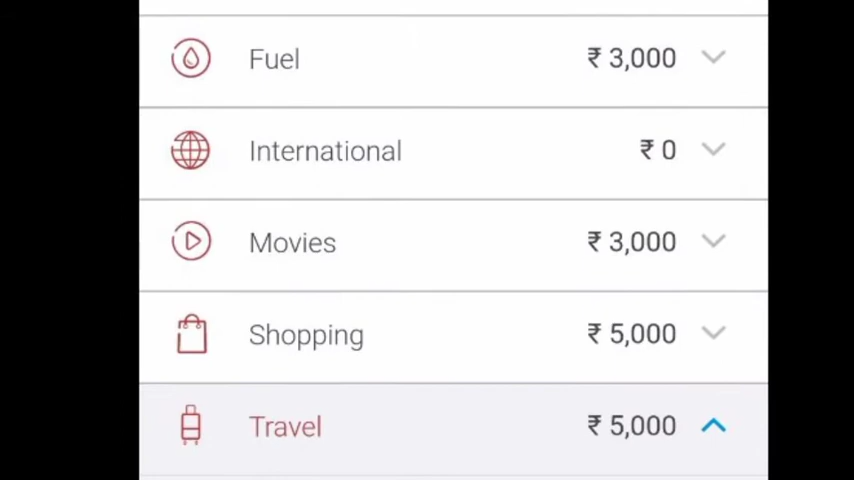 Fuel ₹ 3,000
International ₹ 0
Movies ₹ 3,000
Shopping ₹ 5,000
Travel ₹ 5,000